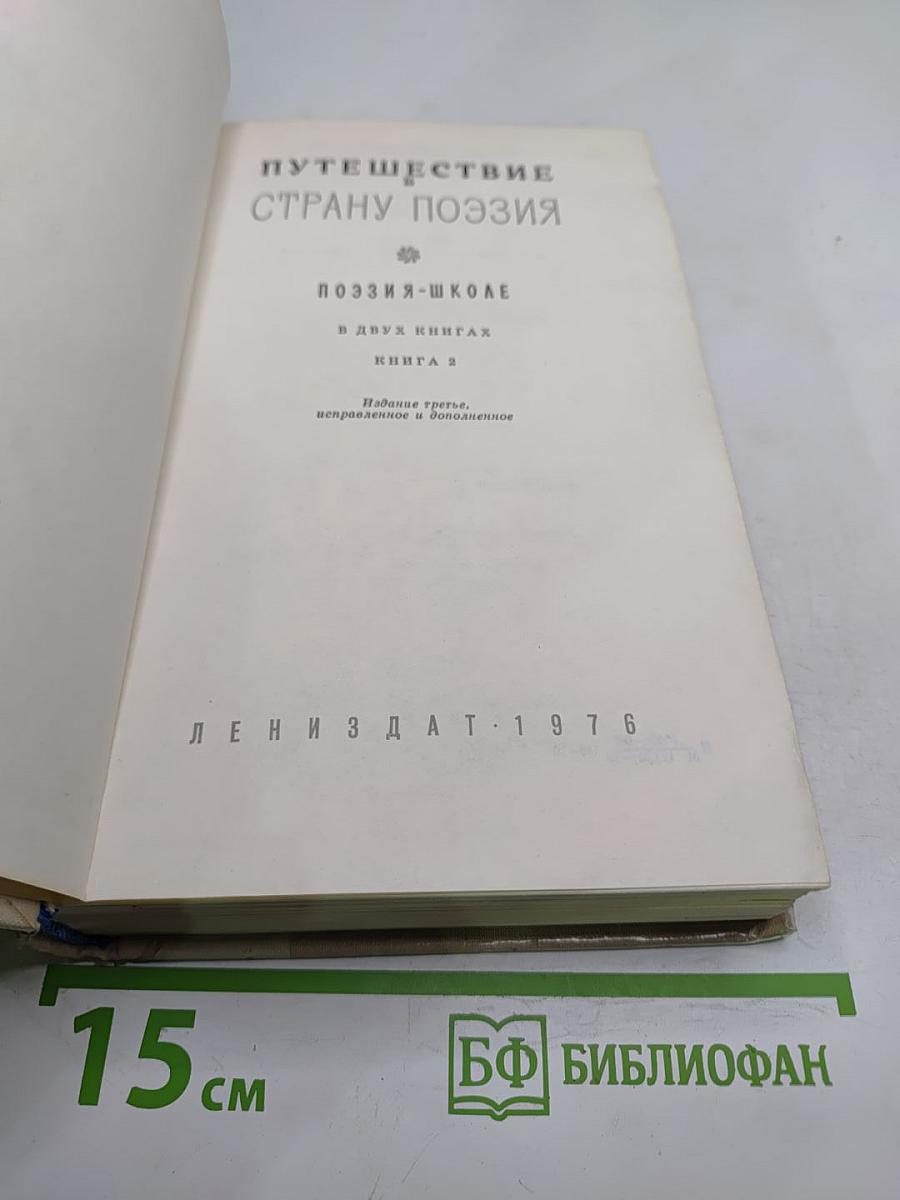 ПУТЕШЕСТВИЕ
В
СТРАНУ ПОЭЗИЯ
ПОЭЗИЯ-ШКОЛЕ
В ДВУХ КНИГАХ
КНИГА 2
Издание третье,
исправленное и дополненное
ЛЕНИЗДАТ·1976
15 см
БФ БИБЛИОФАН